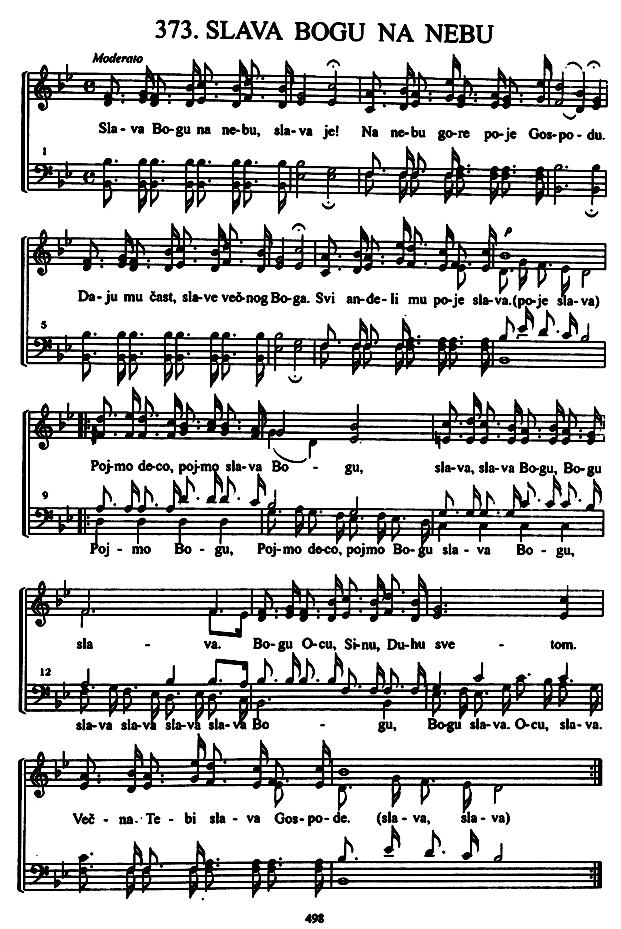 373. SLAVA BOGU NA NEBU
Moderato
Sla-va Bo-gu na ne-bu, sla-va je! Na ne-bu go-re po-je Gos-po-du.
1
Da-ju mu čast, sla-ve več-nog Bo-ga. Svi an-đe-li mu po-je sla-va.(po-je sla-va)
p
5
Poj-mo de-co, poj-mo sla-va Bo - gu, sla-va, sla-va Bo-gu, Bo-gu
9
Poj - mo Bo - gu, Poj-mo de-co, pojmo Bo-gu sla - va Bo - gu,
sla - va. Bo-gu O-cu, Si-nu, Du-hu sve - tom.
12
sla-va sla-va sla-va sla-va Bo - gu, Bo-gu slava. O-cu, sla-va.
Več - na. Te - bi sla - va Gos-po-de. (sla-va, sla-va)
498